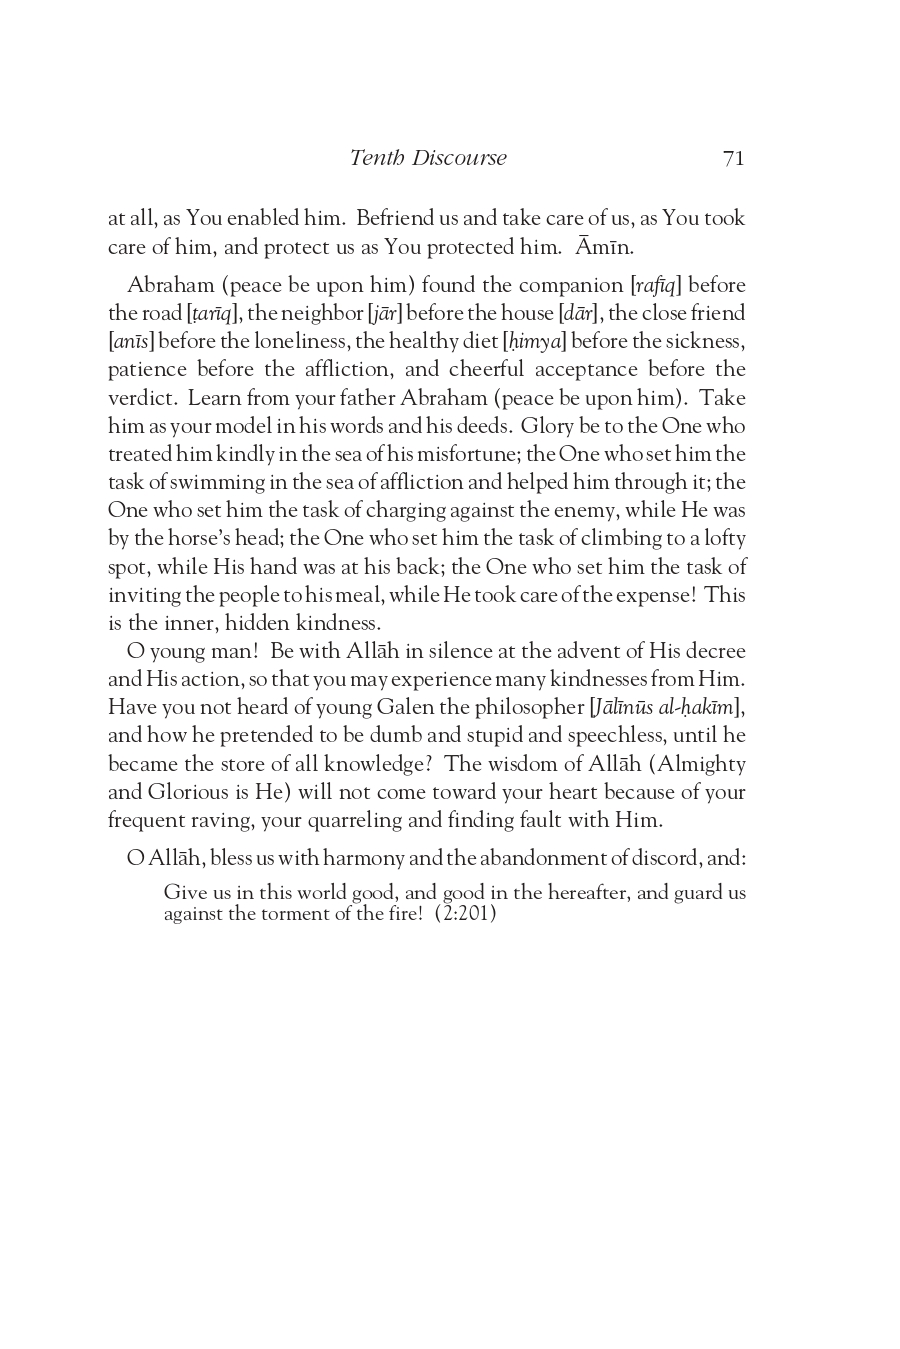 Tenth Discourse 71
at all, as You enabled him. Befriend us and take care of us, as You took
care of him, and protect us as You protected him. Āmīn.
Abraham (peace be upon him) found the companion [rafīq] before
the road [ṭarīq], the neighbor [jār] before the house [dār], the close friend
[anīs] before the loneliness, the healthy diet [ḥimya] before the sickness,
patience before the affliction, and cheerful acceptance before the
verdict. Learn from your father Abraham (peace be upon him). Take
him as your model in his words and his deeds. Glory be to the One who
treated him kindly in the sea of his misfortune; the One who set him the
task of swimming in the sea of affliction and helped him through it; the
One who set him the task of charging against the enemy, while He was
by the horse’s head; the One who set him the task of climbing to a lofty
spot, while His hand was at his back; the One who set him the task of
inviting the people to his meal, while He took care of the expense! This
is the inner, hidden kindness.
O young man! Be with Allāh in silence at the advent of His decree
and His action, so that you may experience many kindnesses from Him.
Have you not heard of young Galen the philosopher [Jālīnūs al-ḥakīm],
and how he pretended to be dumb and stupid and speechless, until he
became the store of all knowledge? The wisdom of Allāh (Almighty
and Glorious is He) will not come toward your heart because of your
frequent raving, your quarreling and finding fault with Him.
O Allāh, bless us with harmony and the abandonment of discord, and:
Give us in this world good, and good in the hereafter, and guard us
against the torment of the fire! (2:201)